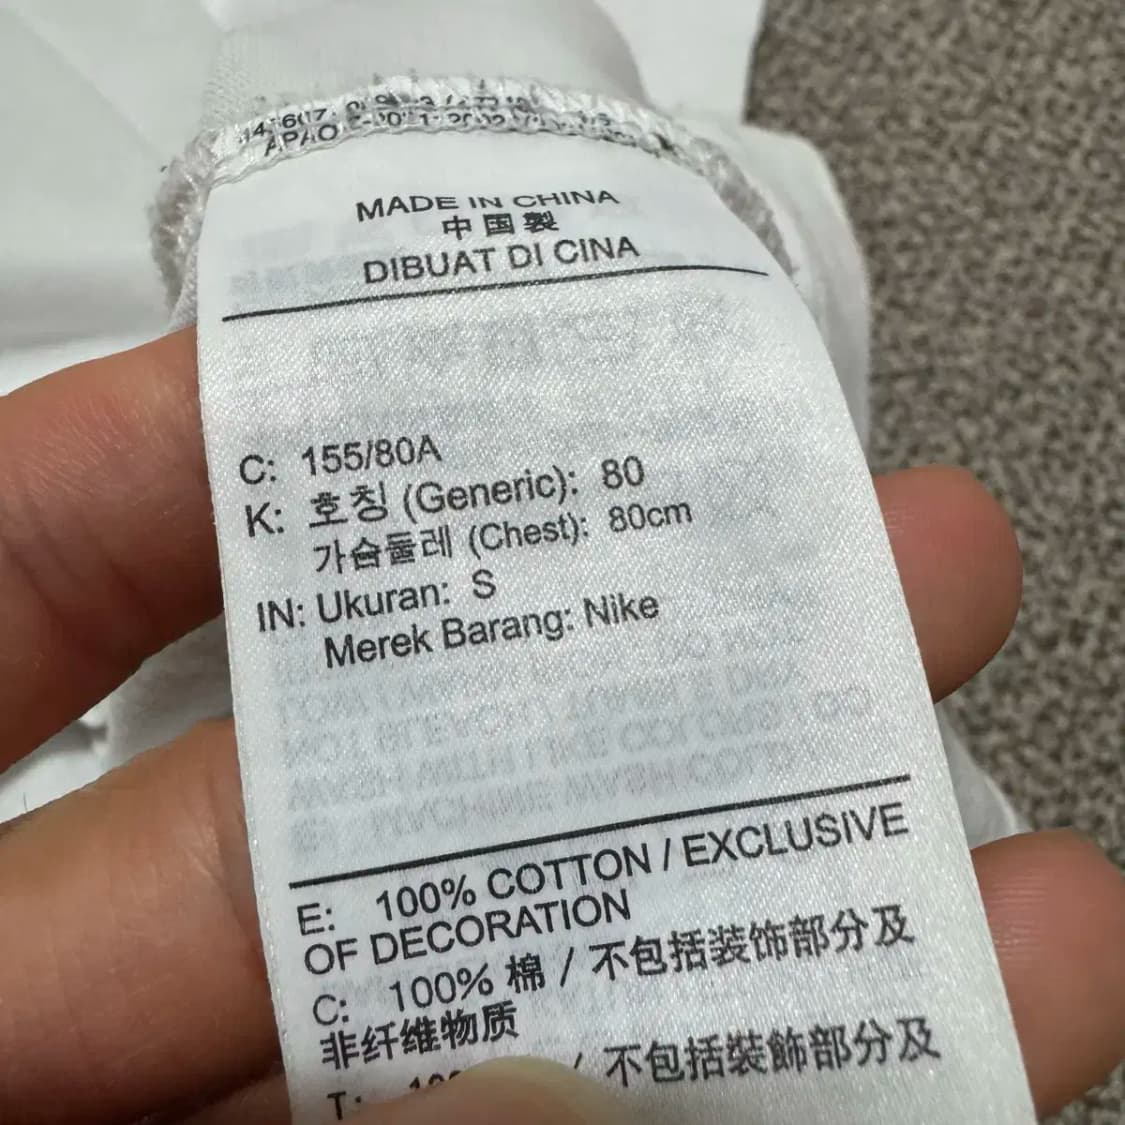 MADE IN CHINA
中国製
DIBUAT DI CINA
C: 155/80A
K: 호칭 (Generic): 80
가슴둘레 (Chest): 80cm
IN: Ukuran: S
Merek Barang: Nike
E: 100% COTTON / EXCLUSIVE
OF DECORATION
C: 100% 棉 / 不包括装饰部分及
非纤维物质
T: / 不包括裝飾部分及